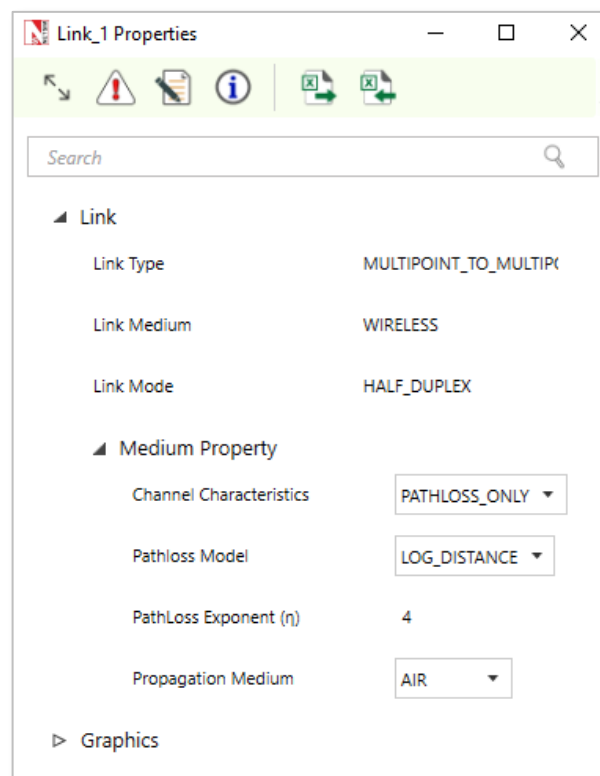 Link_1 Properties
Search
Link
Link Type MULTIPOINT_TO_MULTIP
Link Medium WIRELESS
Link Mode HALF_DUPLEX
Medium Property
Channel Characteristics PATHLOSS_ONLY
Pathloss Model LOG_DISTANCE
PathLoss Exponent (η) 4
Propagation Medium AIR
Graphics